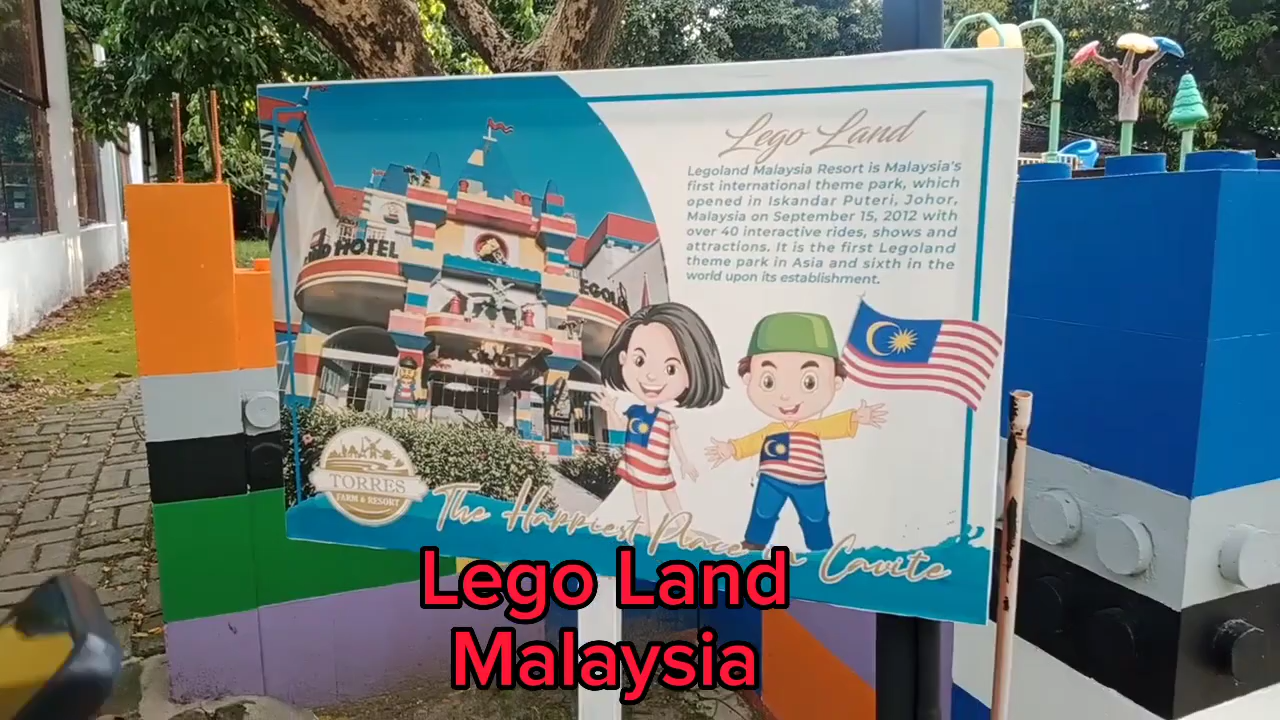 Lego Land
Legoland Malaysia Resort is Malaysia's
first international theme park, which
opened in Iskandar Puteri, Johor,
Malaysia on September 15, 2012 with
over 40 interactive rides, shows and
attractions. It is the first Legoland
theme park in Asia and sixth in the
world upon its establishment.
HOTEL
TORRES
FARM & RESORT
The Happiest Place in Cavite
Lego Land
Malaysia